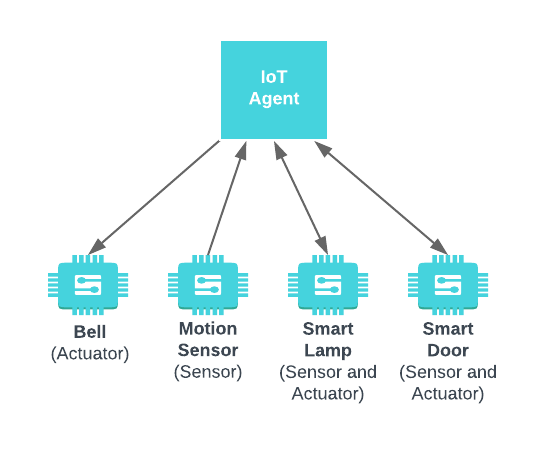 IoT
Agent
Bell
(Actuator)
Motion
Sensor
(Sensor)
Smart
Lamp
(Sensor and
Actuator)
Smart
Door
(Sensor and
Actuator)